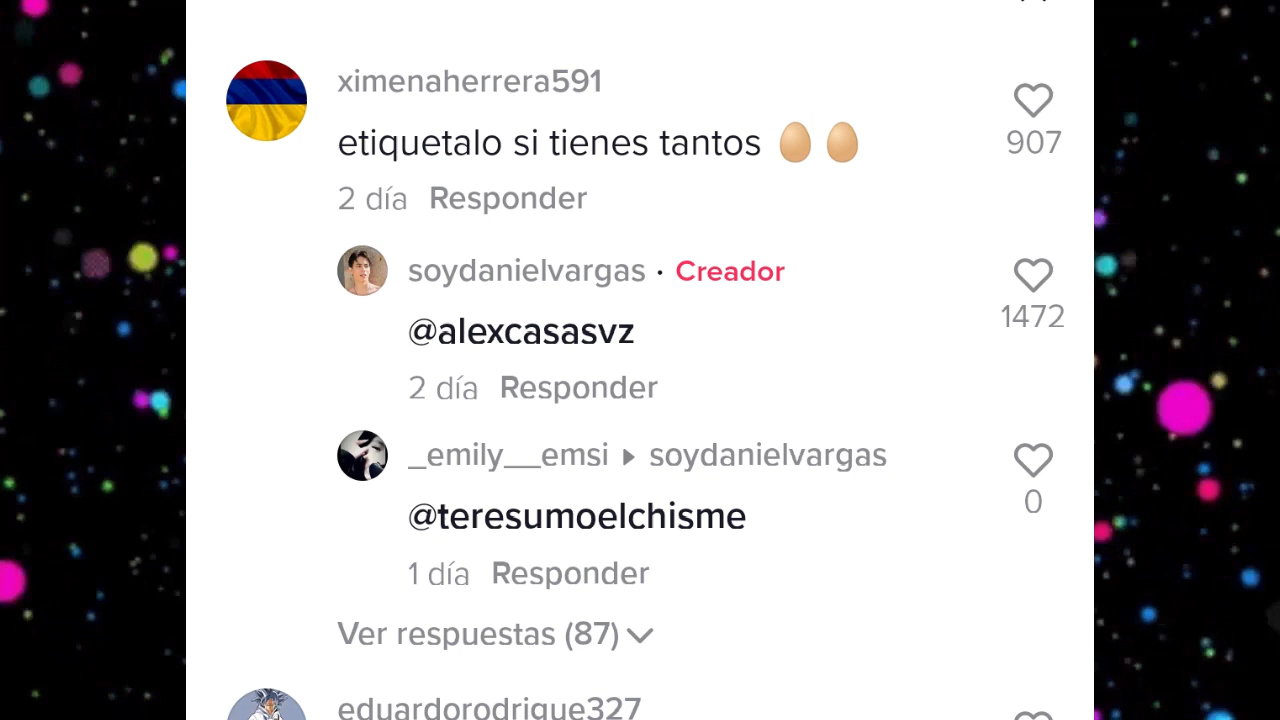 ximenaherrera591
etiquetalo si tienes tantos 🥚🥚
907
2 día Responder
soydanielvargas · Creador
@alexcasasvz
1472
2 día Responder
_emily__emsi ▸ soydanielvargas
@teresumoelchisme
0
1 día Responder
Ver respuestas (87)
eduardorodrigue327